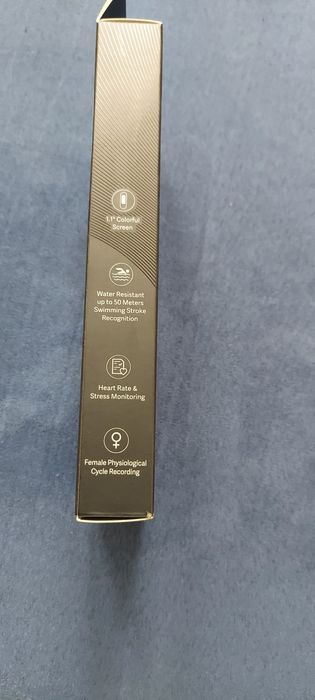 1.1" Colorful
Screen
Water Resistant
up to 50 Meters
Swimming Stroke
Recognition
Heart Rate &
Stress Monitoring
Female Physiological
Cycle Recording